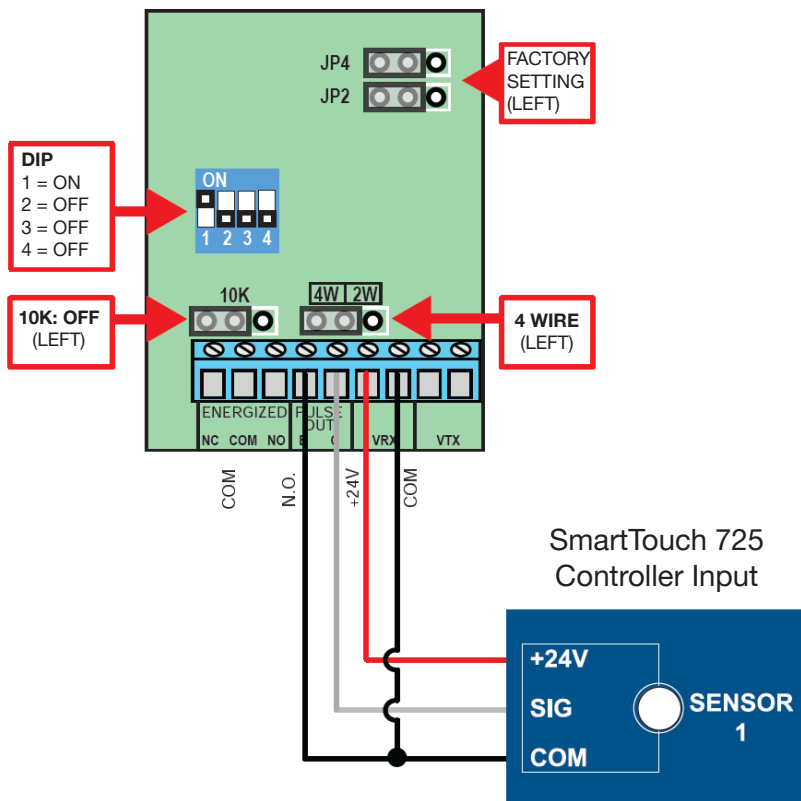 JP4
JP2
FACTORY
SETTING
(LEFT)
DIP
1 = ON
2 = OFF
3 = OFF
4 = OFF
ON
1 2 3 4
10K
4W 2W
10K: OFF
(LEFT)
4 WIRE
(LEFT)
ENERGIZED PULSE
OUT
NC COM NO E C VRX VTX
COM
N.O.
+24V
COM
SmartTouch 725
Controller Input
+24V
SIG
COM
SENSOR
1